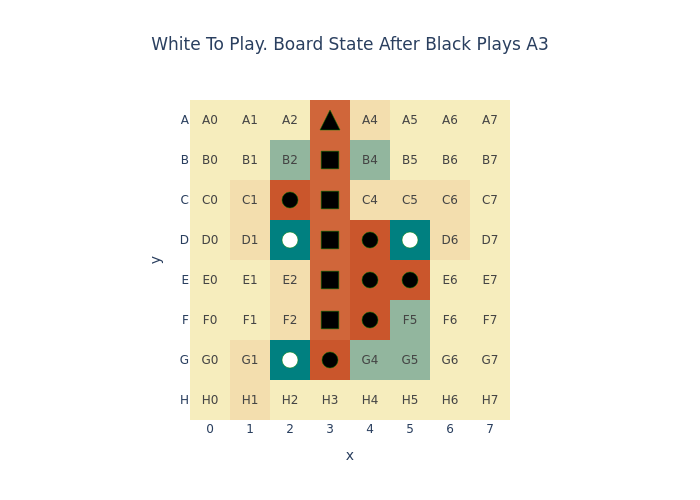 White To Play. Board State After Black Plays A3
A A0 A1 A2 A4 A5 A6 A7
B B0 B1 B2 B4 B5 B6 B7
C C0 C1 C4 C5 C6 C7
D D0 D1 D6 D7
E E0 E1 E2 E6 E7
F F0 F1 F2 F5 F6 F7
G G0 G1 G4 G5 G6 G7
H H0 H1 H2 H3 H4 H5 H6 H7
0 1 2 3 4 5 6 7
x
y